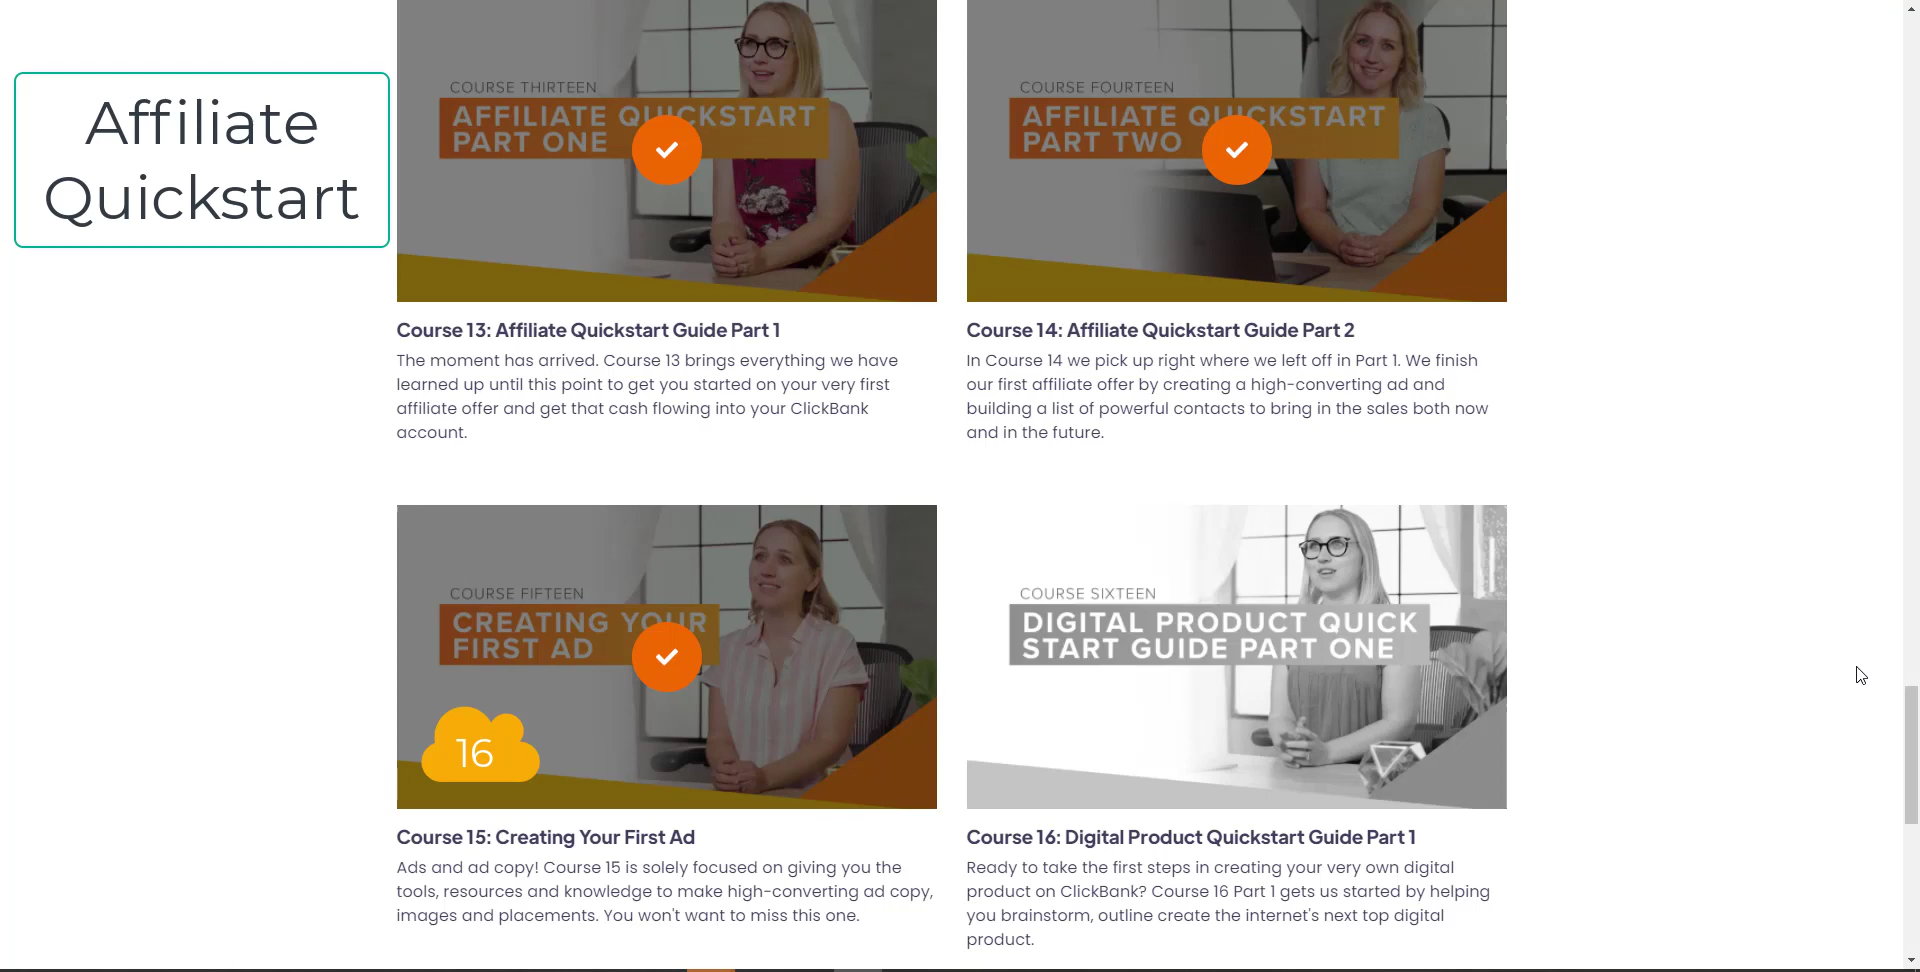 Affiliate
Quickstart
COURSE THIRTEEN
AFFILIATE QUICKSTART
PART ONE
COURSE FOURTEEN
AFFILIATE QUICKSTART
PART TWO
Course 13: Affiliate Quickstart Guide Part 1
The moment has arrived. Course 13 brings everything we have
learned up until this point to get you started on your very first
affiliate offer and get that cash flowing into your ClickBank
account.
Course 14: Affiliate Quickstart Guide Part 2
In Course 14 we pick up right where we left off in Part 1. We finish
our first affiliate offer by creating a high-converting ad and
building a list of powerful contacts to bring in the sales both now
and in the future.
COURSE FIFTEEN
CREATING YOUR
FIRST AD
16
COURSE SIXTEEN
DIGITAL PRODUCT QUICK
START GUIDE PART ONE
Course 15: Creating Your First Ad
Ads and ad copy! Course 15 is solely focused on giving you the
tools, resources and knowledge to make high-converting ad copy,
images and placements. You won't want to miss this one.
Course 16: Digital Product Quickstart Guide Part 1
Ready to take the first steps in creating your very own digital
product on ClickBank? Course 16 Part 1 gets us started by helping
you brainstorm, outline create the internet's next top digital
product.